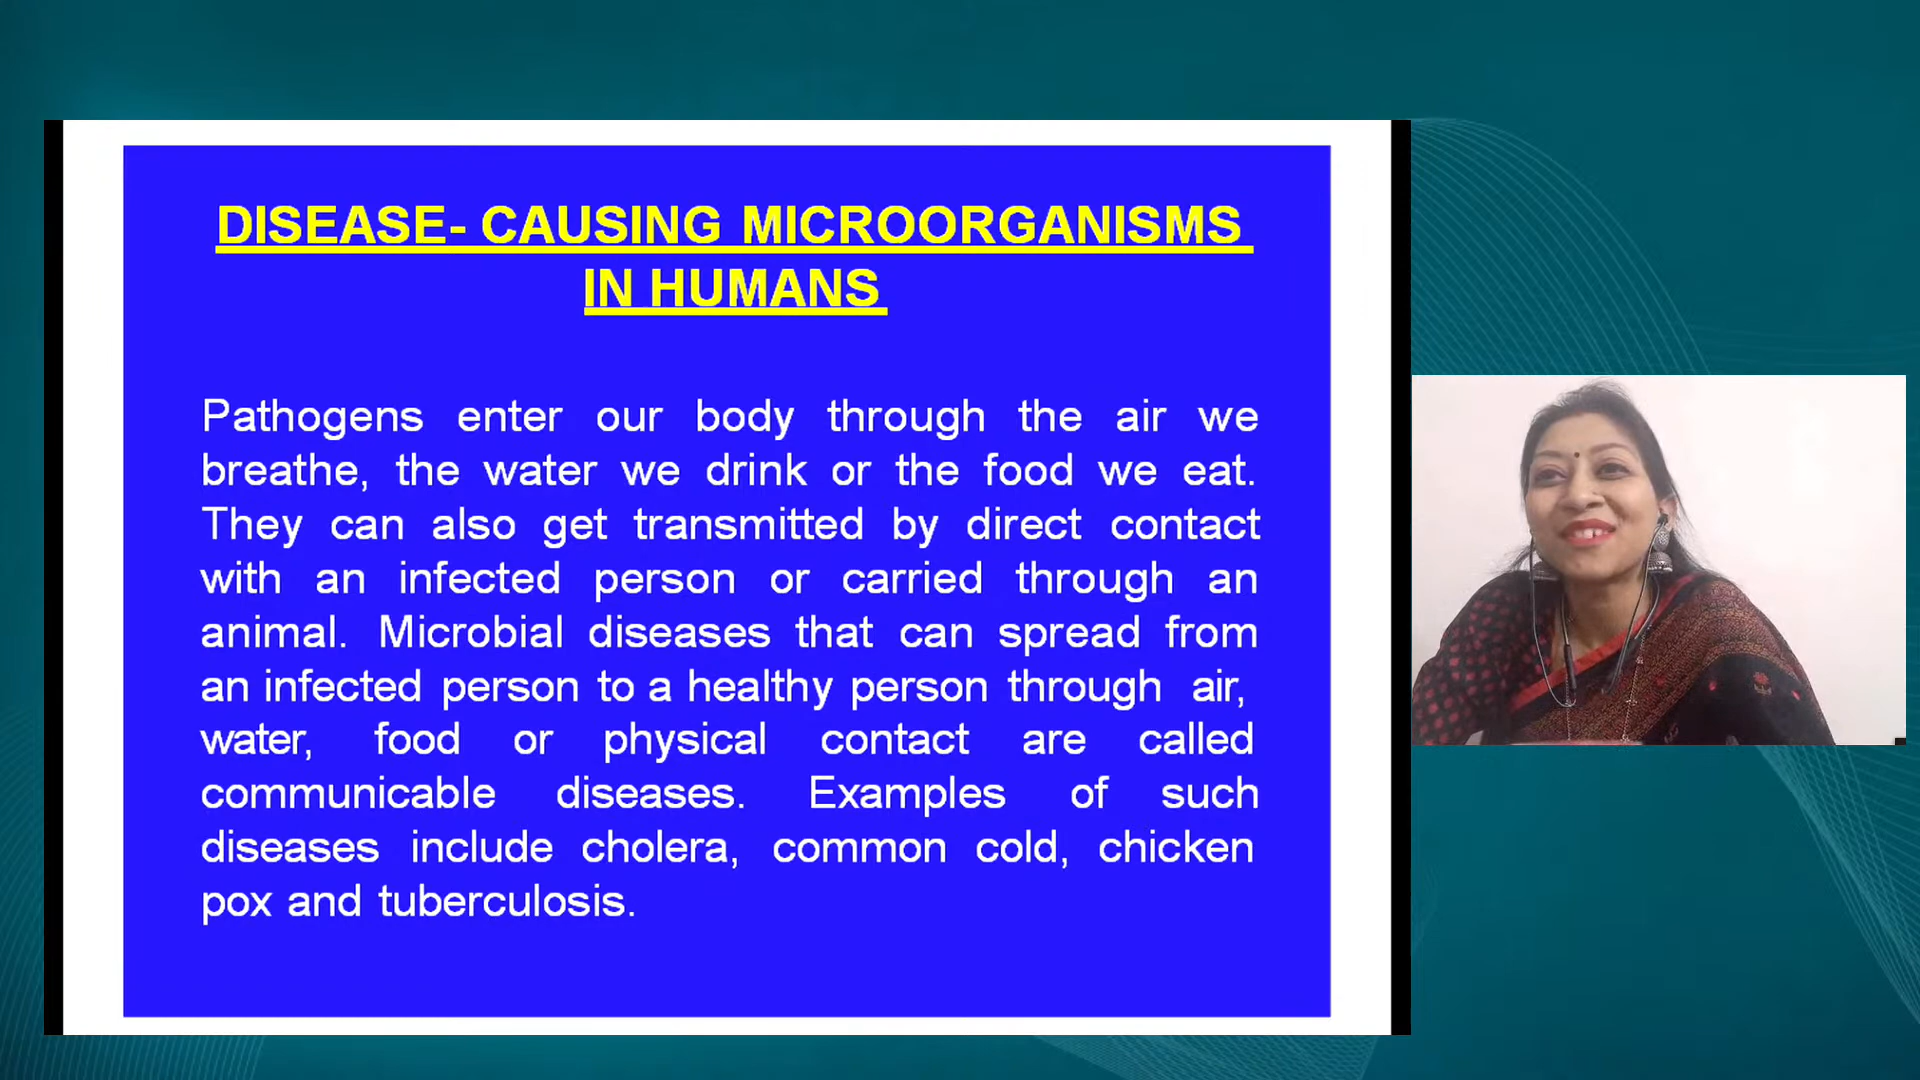 DISEASE- CAUSING MICROORGANISMS
IN HUMANS
Pathogens enter our body through the air we
breathe, the water we drink or the food we eat.
They can also get transmitted by direct contact
with an infected person or carried through an
animal. Microbial diseases that can spread from
an infected person to a healthy person through air,
water, food or physical contact are called
communicable diseases. Examples of such
diseases include cholera, common cold, chicken
pox and tuberculosis.